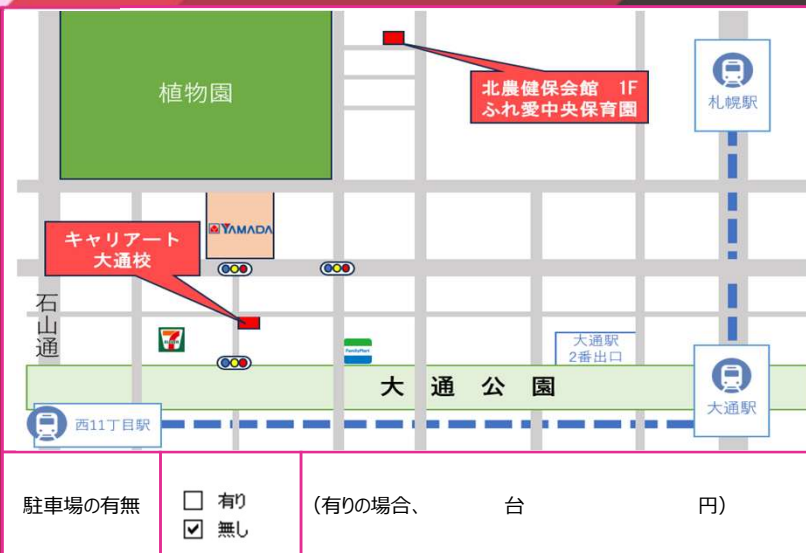 植物園
北農健保会館　1F
ふれ愛中央保育園
札幌駅
YAMADA
キャリアート
大通校
石山通
FamilyMart
大通駅
2番出口
大通公園
大通駅
西11丁目駅
駐車場の有無
☐ 有り
☑ 無し
（有りの場合、　　　台　　　　　　円）